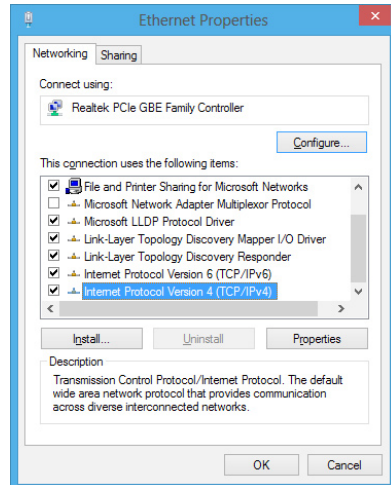 Ethernet Properties
Networking Sharing
Connect using:
Realtek PCIe GBE Family Controller
Configure...
This connection uses the following items:
File and Printer Sharing for Microsoft Networks
Microsoft Network Adapter Multiplexor Protocol
Microsoft LLDP Protocol Driver
Link-Layer Topology Discovery Mapper I/O Driver
Link-Layer Topology Discovery Responder
Internet Protocol Version 6 (TCP/IPv6)
Internet Protocol Version 4 (TCP/IPv4)
Install... Uninstall Properties
Description
Transmission Control Protocol/Internet Protocol. The default
wide area network protocol that provides communication
across diverse interconnected networks.
OK Cancel